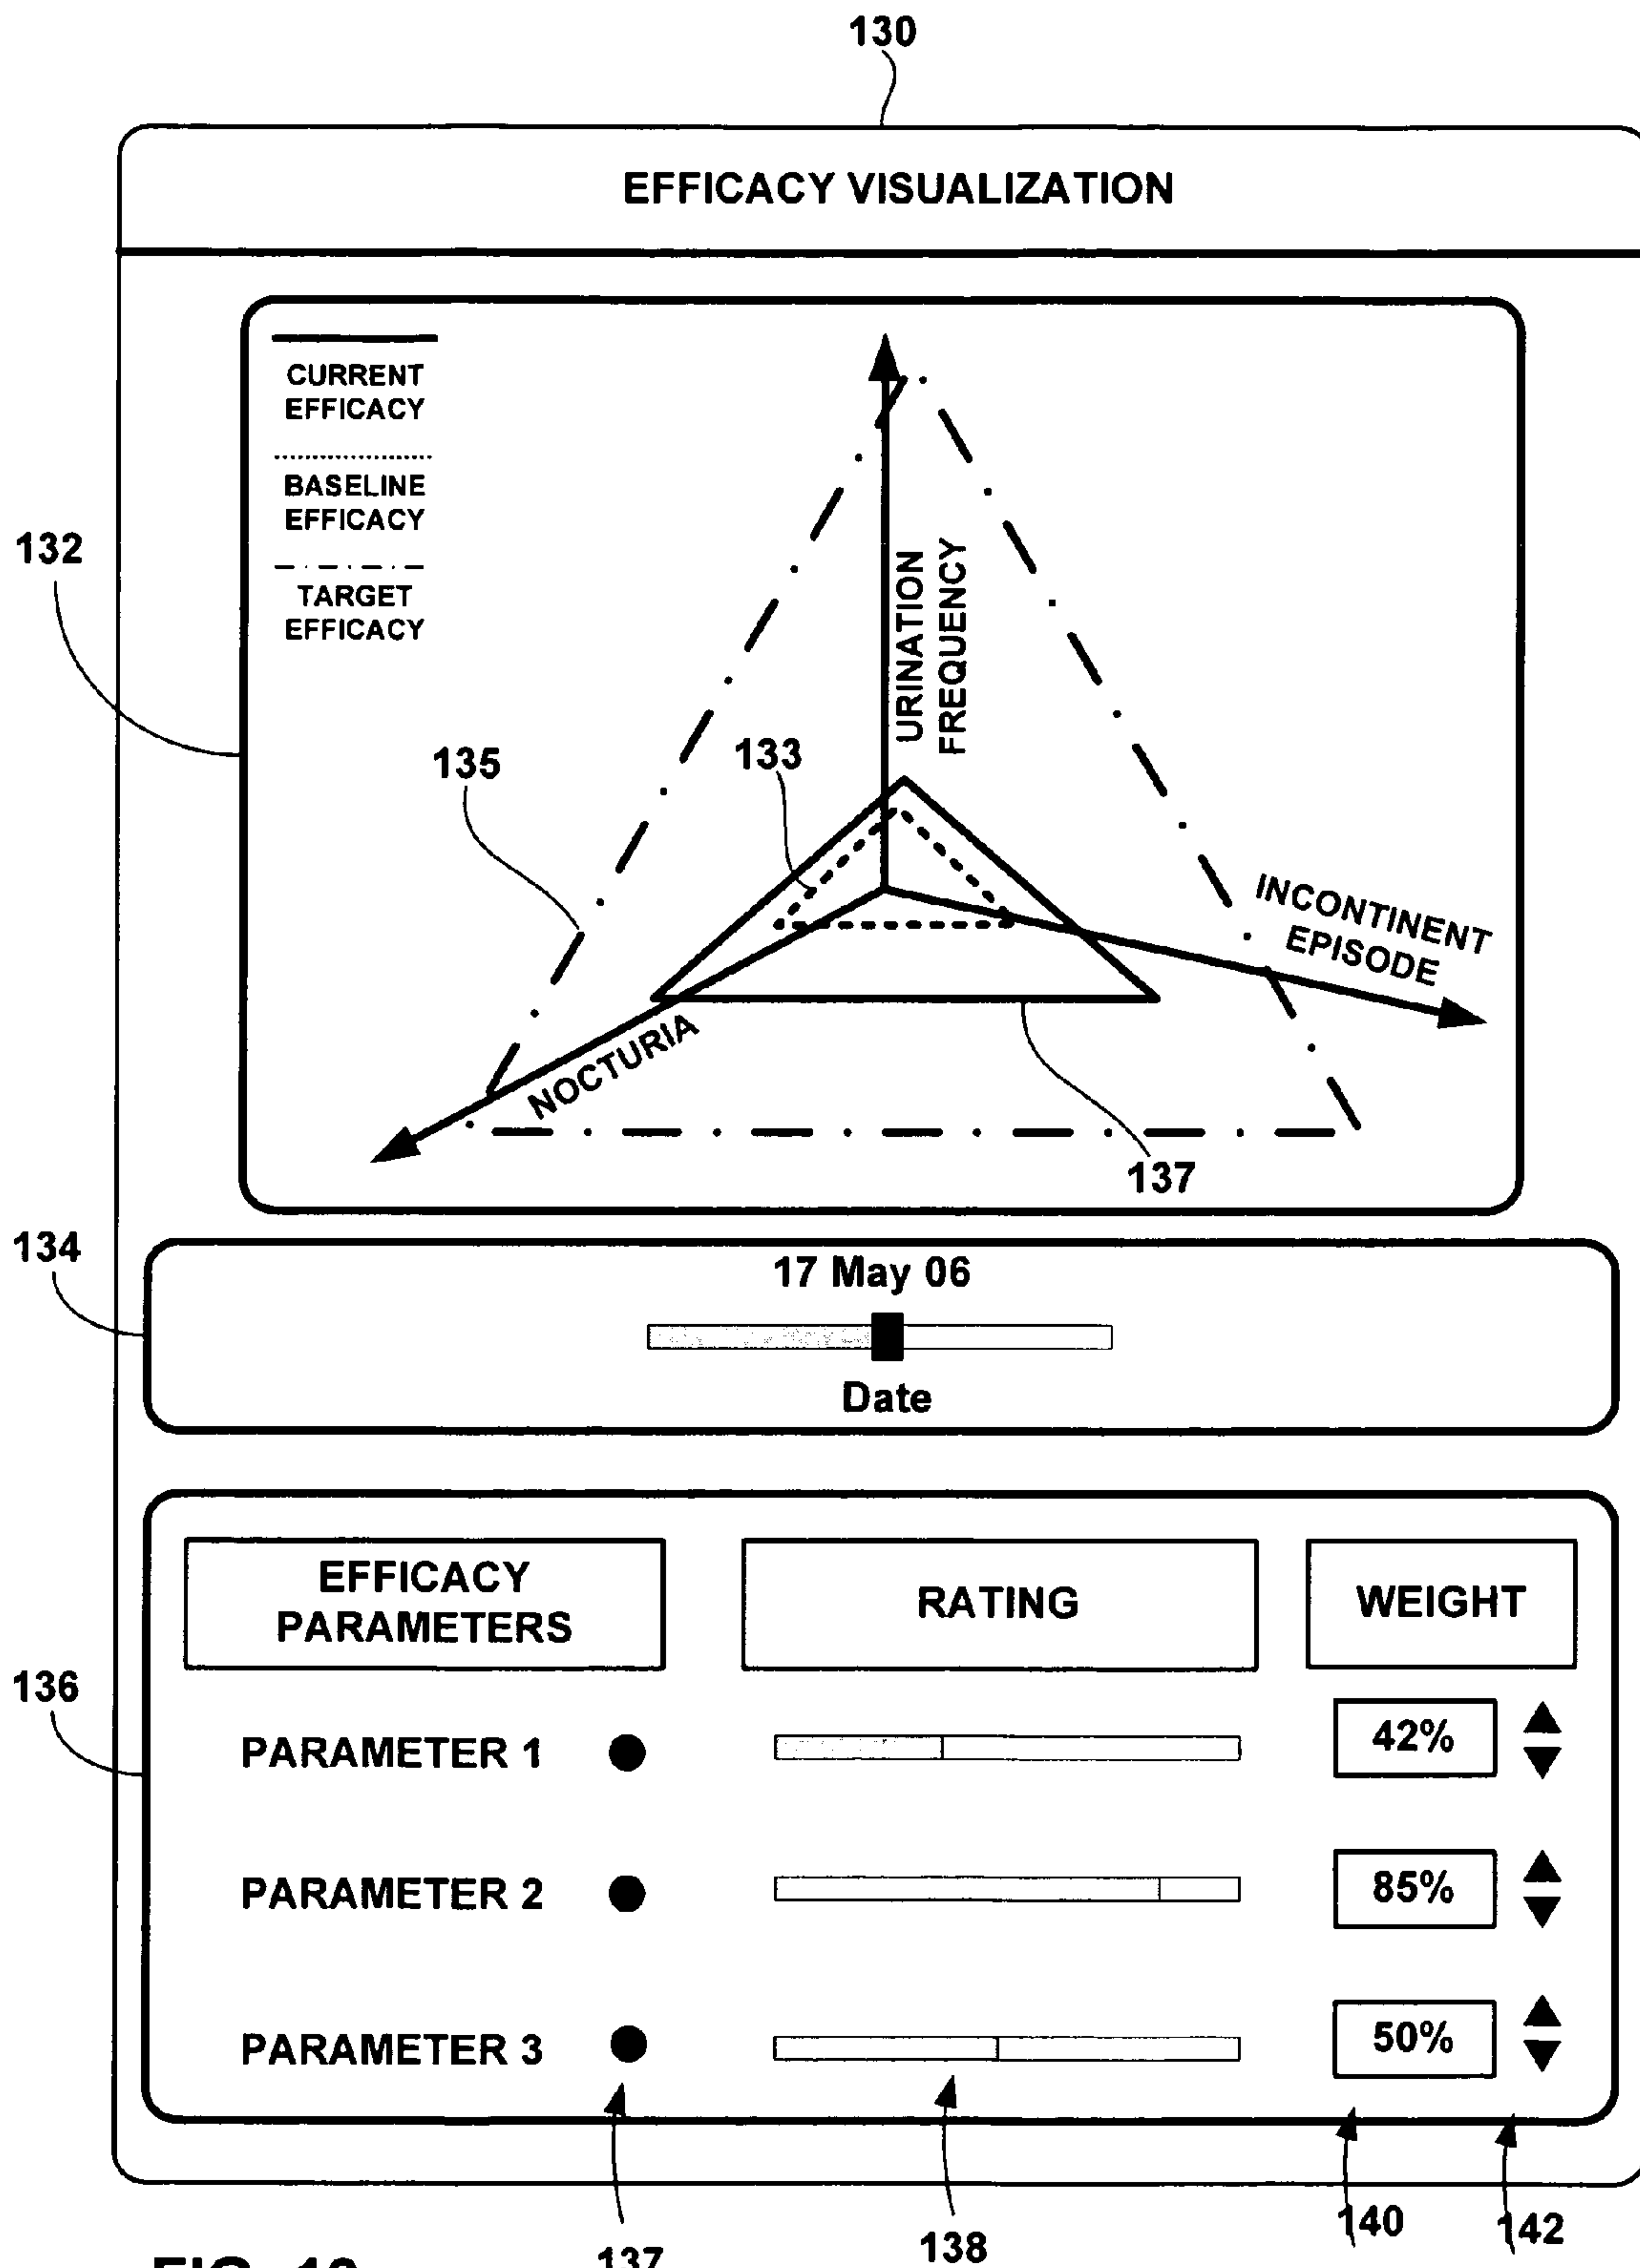 130
EFFICACY VISUALIZATION
CURRENT
EFFICACY
BASELINE
EFFICACY
132
TARGET
EFFICACY
URINATION
FREQUENCY
135
133
INCONTINENT
EPISODE
NOCTURIA
137
134
17 May 06
Date
EFFICACY
PARAMETERS
RATING
WEIGHT
136
PARAMETER 1
42%
PARAMETER 2
85%
PARAMETER 3
50%
137
138
140
142